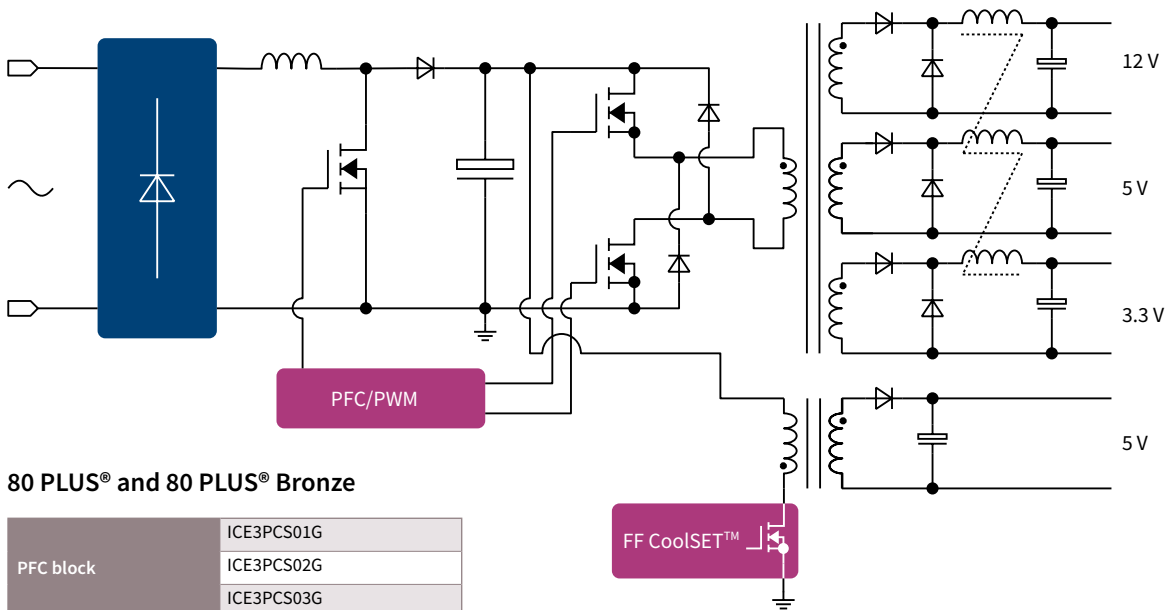 12 V
5 V
3.3 V
PFC/PWM
5 V
80 PLUS® and 80 PLUS® Bronze
FF CoolSET™
PFC block
ICE3PCS01G
ICE3PCS02G
ICE3PCS03G